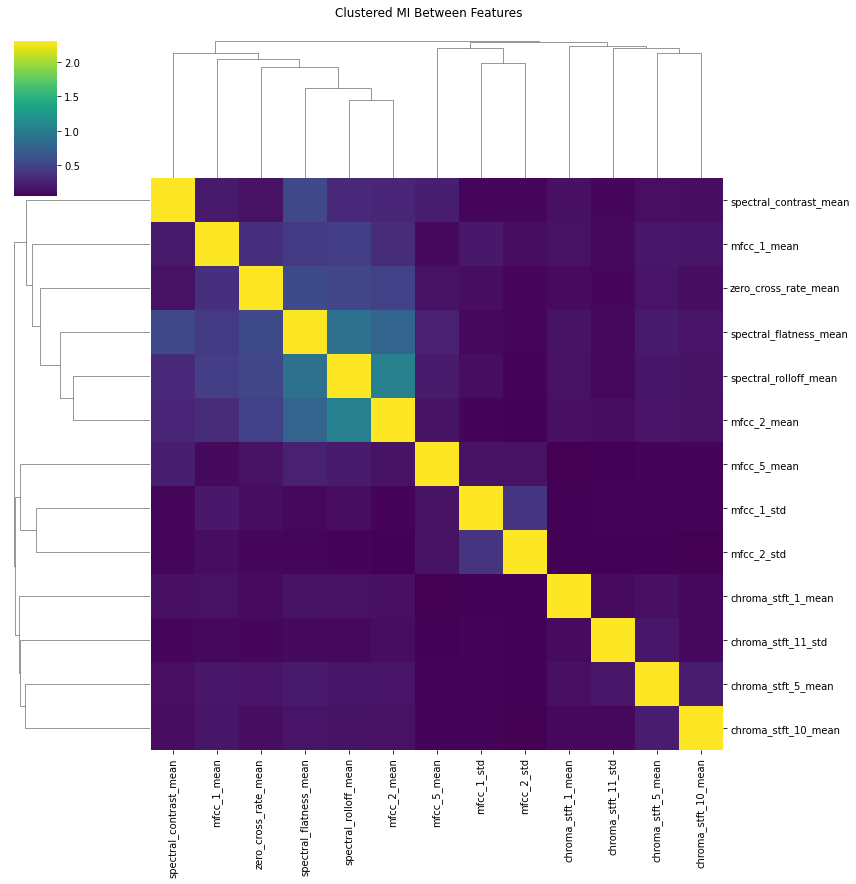 Clustered MI Between Features
2.0
1.5
1.0
0.5
spectral_contrast_mean
mfcc_1_mean
zero_cross_rate_mean
spectral_flatness_mean
spectral_rolloff_mean
mfcc_2_mean
mfcc_5_mean
mfcc_1_std
mfcc_2_std
chroma_stft_1_mean
chroma_stft_11_std
chroma_stft_5_mean
chroma_stft_10_mean
spectral_contrast_mean
mfcc_1_mean
zero_cross_rate_mean
spectral_flatness_mean
spectral_rolloff_mean
mfcc_2_mean
mfcc_5_mean
mfcc_1_std
mfcc_2_std
chroma_stft_1_mean
chroma_stft_11_std
chroma_stft_5_mean
chroma_stft_10_mean